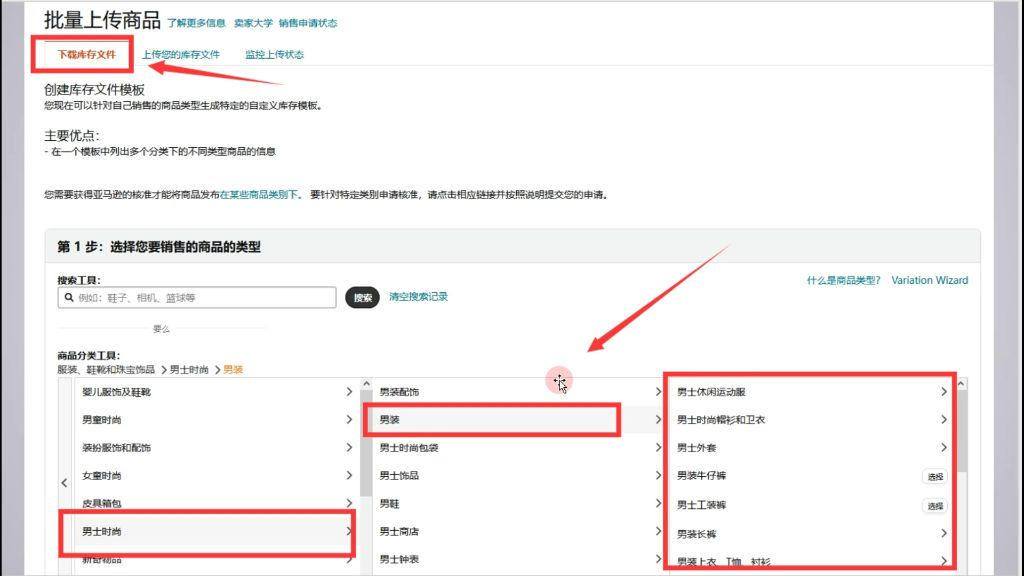 批量上传商品 了解更多信息 卖家大学 销售申请状态
下载库存文件 上传您的库存文件 监控上传状态
创建库存文件模板
您现在可以针对自己销售的商品类型生成特定的自定义库存模板。
主要优点：
- 在一个模板中列出多个分类下的不同类型商品的信息
您需要获得亚马逊的核准才能将商品发布在某些商品类别下。 要针对特定类别申请核准，请点击相应链接并按照说明提交您的申请。
第 1 步：选择您要销售的商品的类型
搜索工具：
什么是商品类型？ Variation Wizard
例如：鞋子、相机、篮球等 搜索 清空搜索记录
要么
商品分类工具：
服装、鞋靴和珠宝饰品 > 男士时尚 > 男装
婴儿服饰及鞋靴 男装配饰 男士休闲运动服
男童时尚 男装 男士时尚帽衫和卫衣
装扮服饰和配饰 男士时尚包袋 男士外套
女童时尚 男士饰品 男装牛仔裤 选择
皮具箱包 男鞋 男士工装裤 选择
男士时尚 男士商店 男装长裤
新奇物品 男士钟表 男装上衣、T恤、衬衫